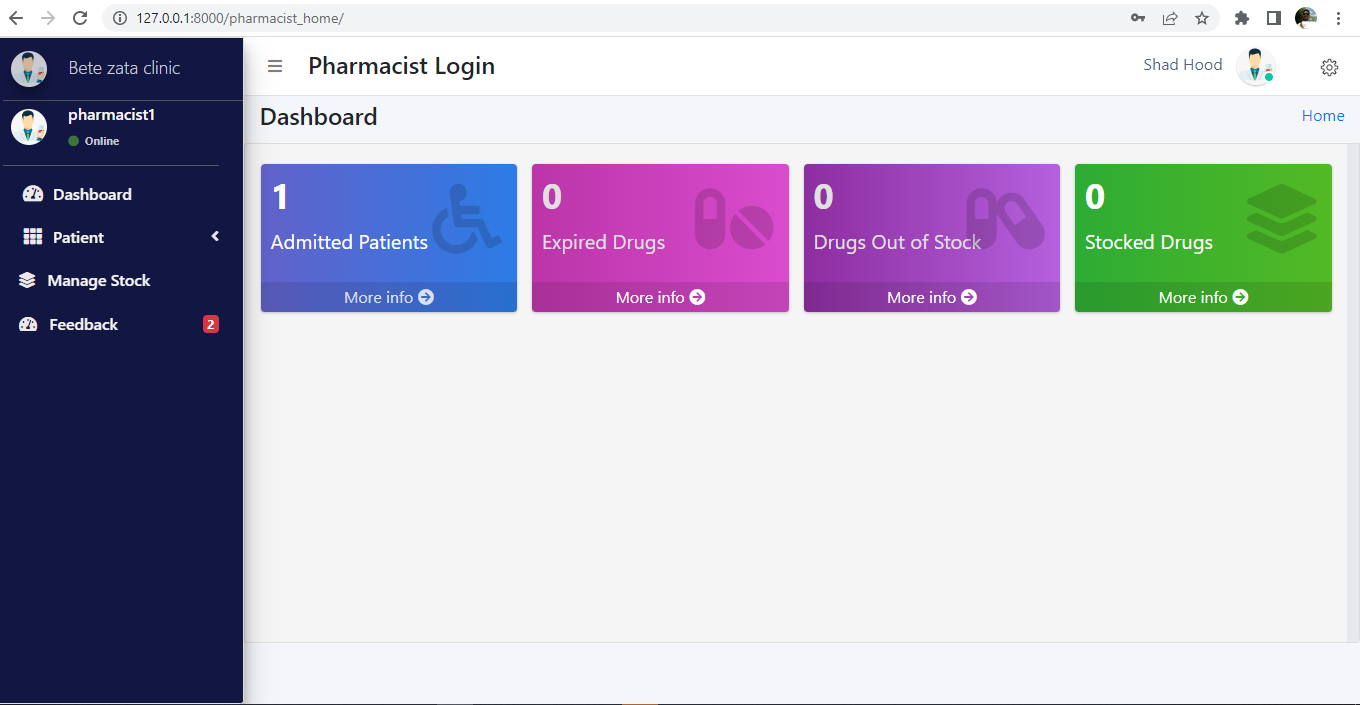 127.0.0.1:8000/pharmacist_home/
Bete zata clinic
Pharmacist Login
Shad Hood
pharmacist1
Online
Dashboard
Home
Dashboard
Patient
Manage Stock
Feedback 2
1
Admitted Patients
More info
0
Expired Drugs
More info
0
Drugs Out of Stock
More info
0
Stocked Drugs
More info